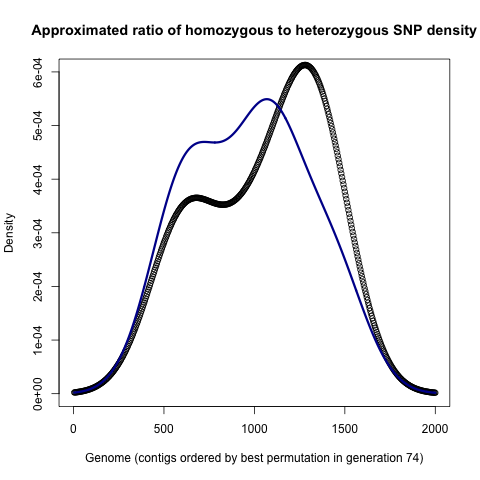 Approximated ratio of homozygous to heterozygous SNP density
Density
6e-04
5e-04
4e-04
3e-04
2e-04
1e-04
0e+00
0 500 1000 1500 2000
Genome (contigs ordered by best permutation in generation 74)